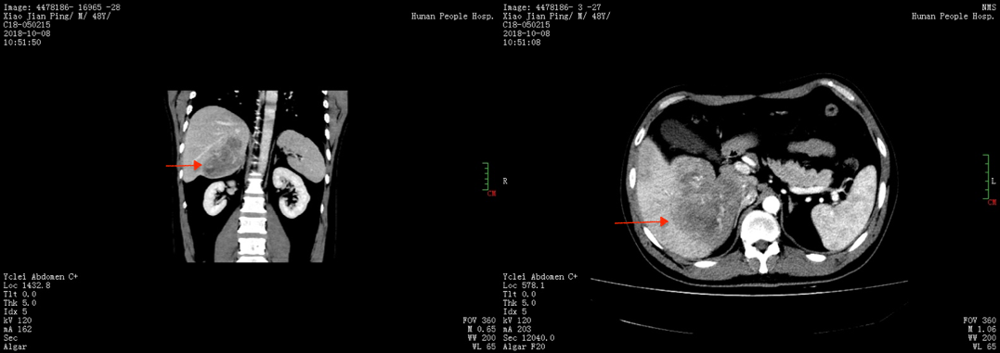 Image: 4478186- 16965 -28
Xiao Jian Ping/ M/ 48Y/
C18-050215
2018-10-08
10:51:50
Hunan People Hosp.
R
CM
Yclei Abdomen C+
Loc 1432.8
Tlt 0.0
Thk 5.0
Idx 5
kV 120
mA 162
Sec
Algar
FOV 360
M 0.65
WW 200
WL 65
Image: 4478186- 3 -27
Xiao Jian Ping/ M/ 48Y/
C18-050215
2018-10-08
10:51:08
NMS
Hunan People Hosp.
L
CM
Yclei Abdomen C+
Loc 578.1
Tlt 0.0
Thk 5.0
Idx 5
kV 120
mA 203
Sec 12040.0
Algar F20
FOV 360
M 1.06
WW 200
WL 65